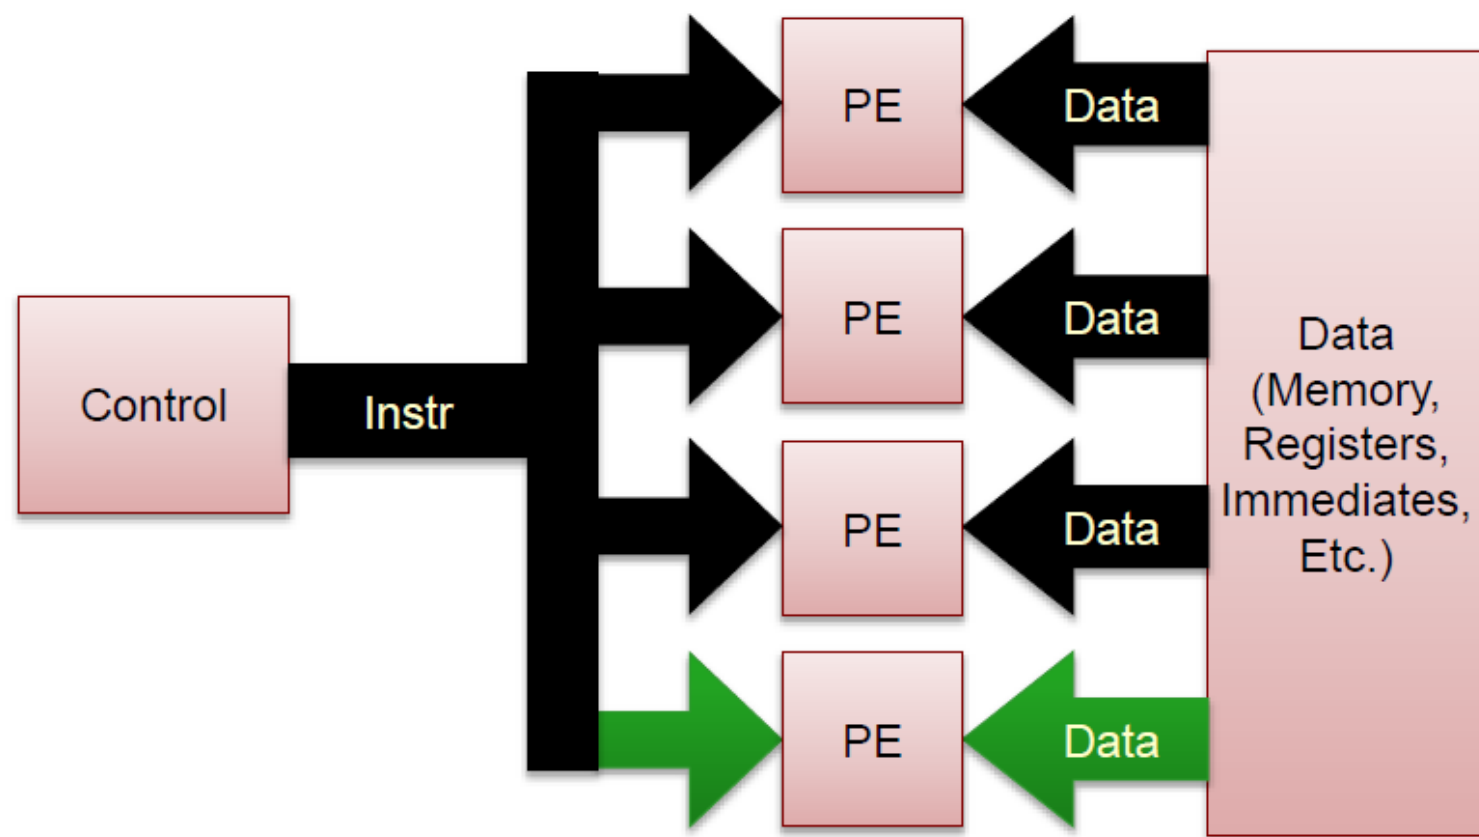 PE
Data
PE
Data
Control
Instr
PE
Data
PE
Data
Data
(Memory,
Registers,
Immediates,
Etc.)